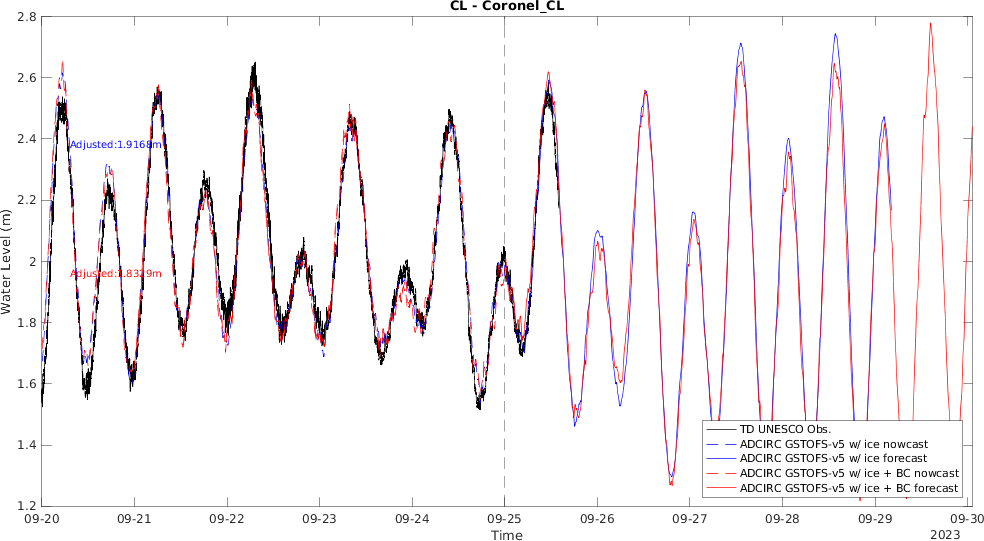 CL - Coronel_CL
2.8
2.6
2.4
2.2
2
1.8
1.6
1.4
1.2
Water Level (m)
Adjusted:1.9168m
Adjusted:1.8329m
TD UNESCO Obs.
ADCIRC GSTOFS-v5 w/ ice nowcast
ADCIRC GSTOFS-v5 w/ ice forecast
ADCIRC GSTOFS-v5 w/ ice + BC nowcast
ADCIRC GSTOFS-v5 w/ ice + BC forecast
09-20 09-21 09-22 09-23 09-24 09-25 09-26 09-27 09-28 09-29 09-30
Time
2023